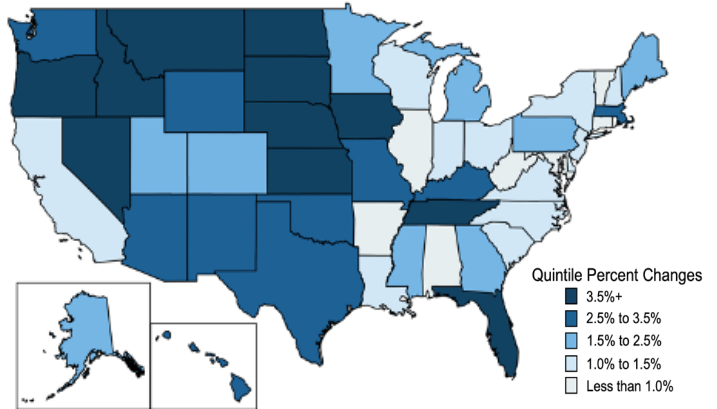 Quintile Percent Changes
3.5%+
2.5% to 3.5%
1.5% to 2.5%
1.0% to 1.5%
Less than 1.0%